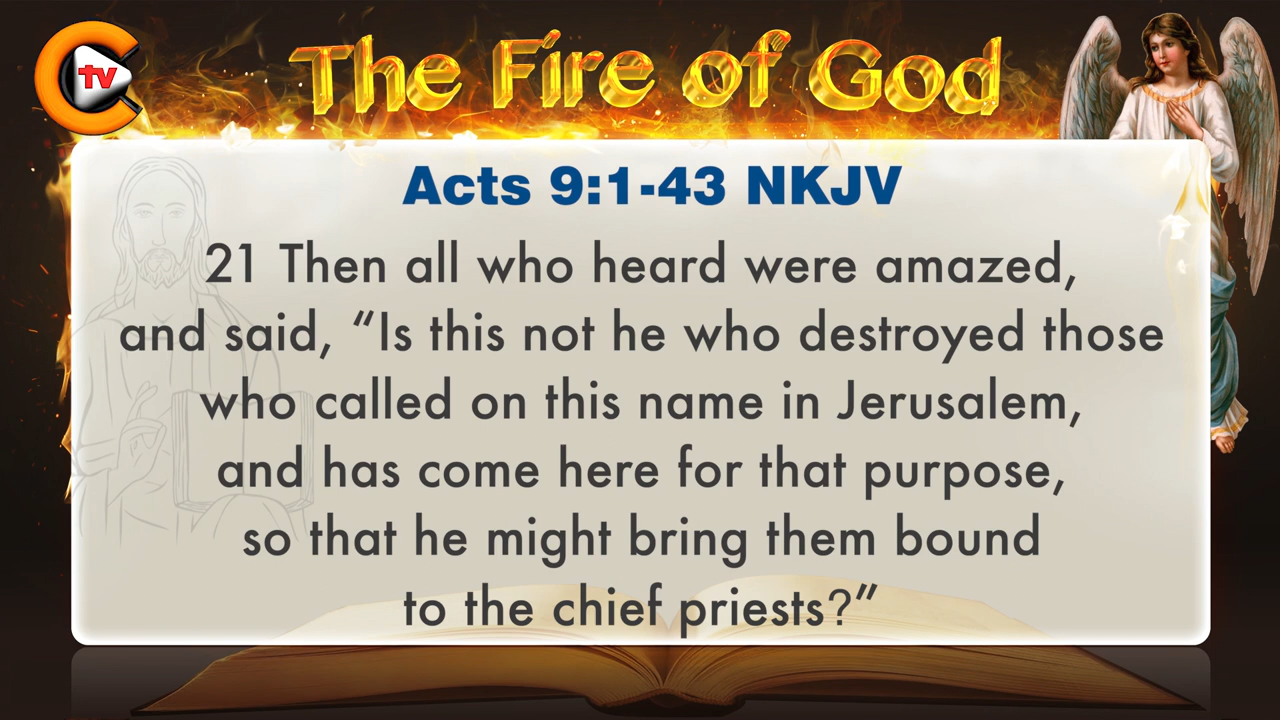 C tv
The Fire of God
Acts 9:1-43 NKJV
21 Then all who heard were amazed,
and said, “Is this not he who destroyed those
who called on this name in Jerusalem,
and has come here for that purpose,
so that he might bring them bound
to the chief priests?”